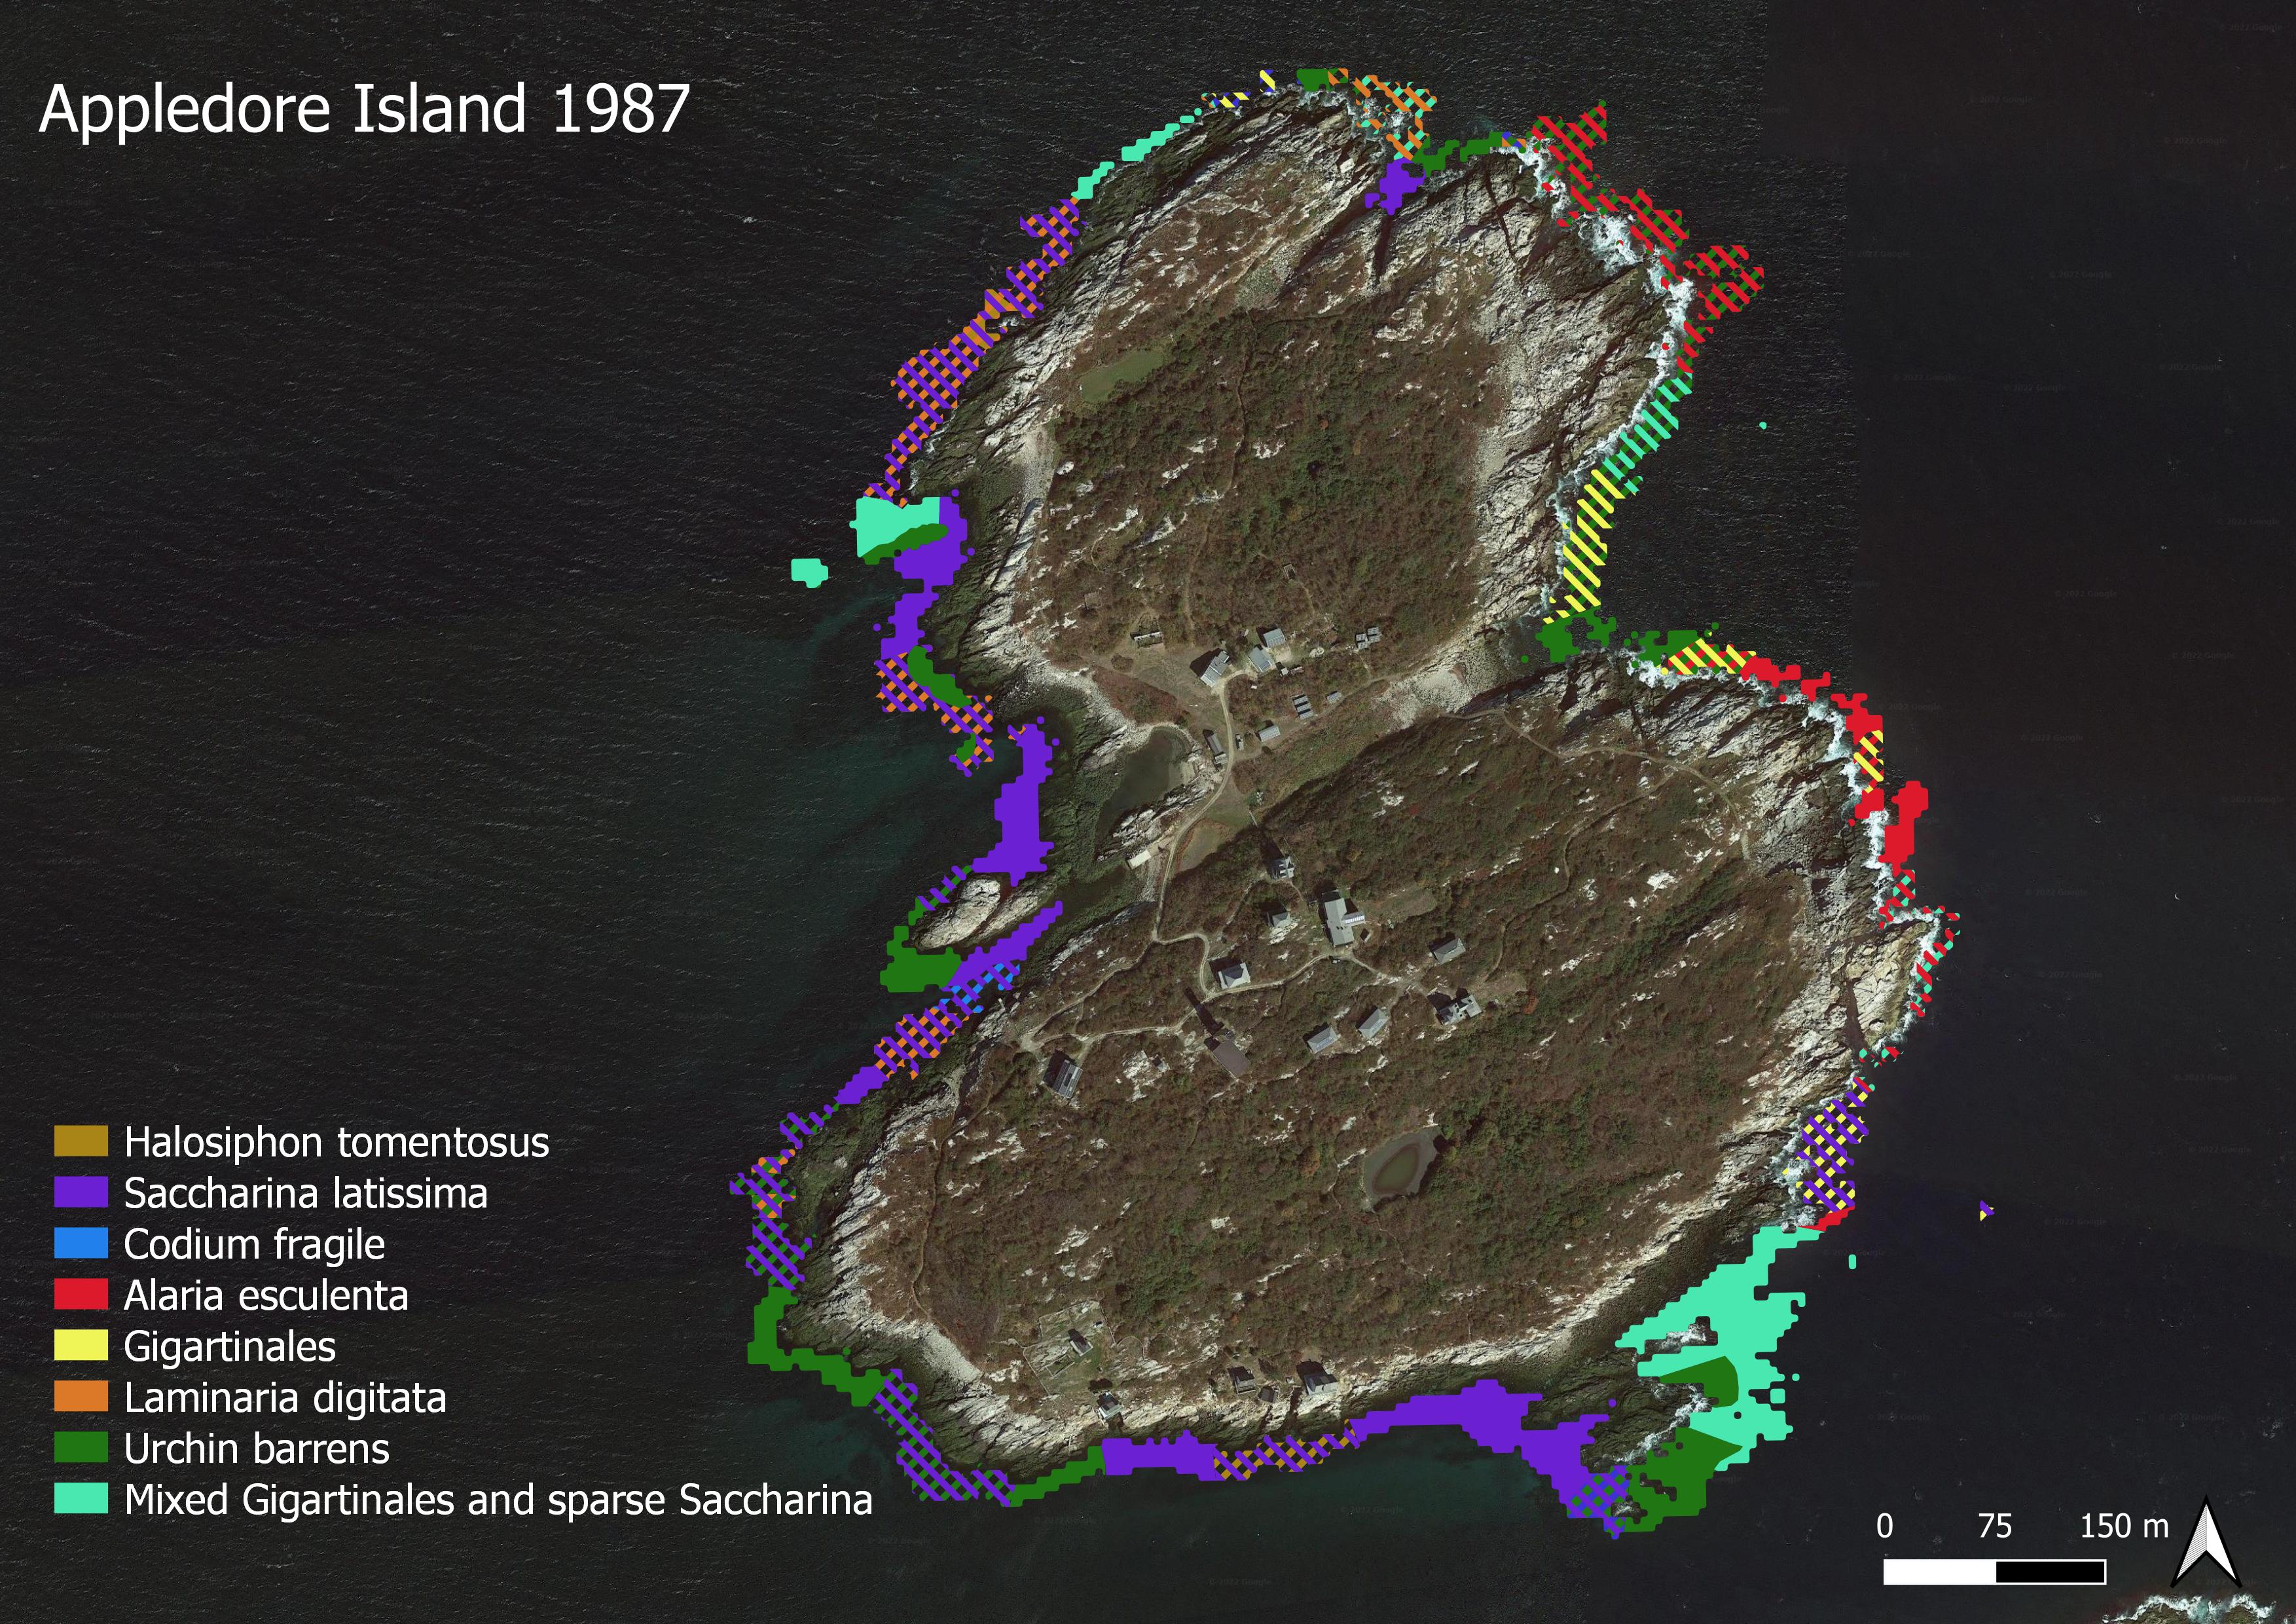 Appledore Island 1987
Halosiphon tomentosus
Saccharina latissima
Codium fragile
Alaria esculenta
Gigartinales
Laminaria digitata
Urchin barrens
Mixed Gigartinales and sparse Saccharina
0 75 150 m